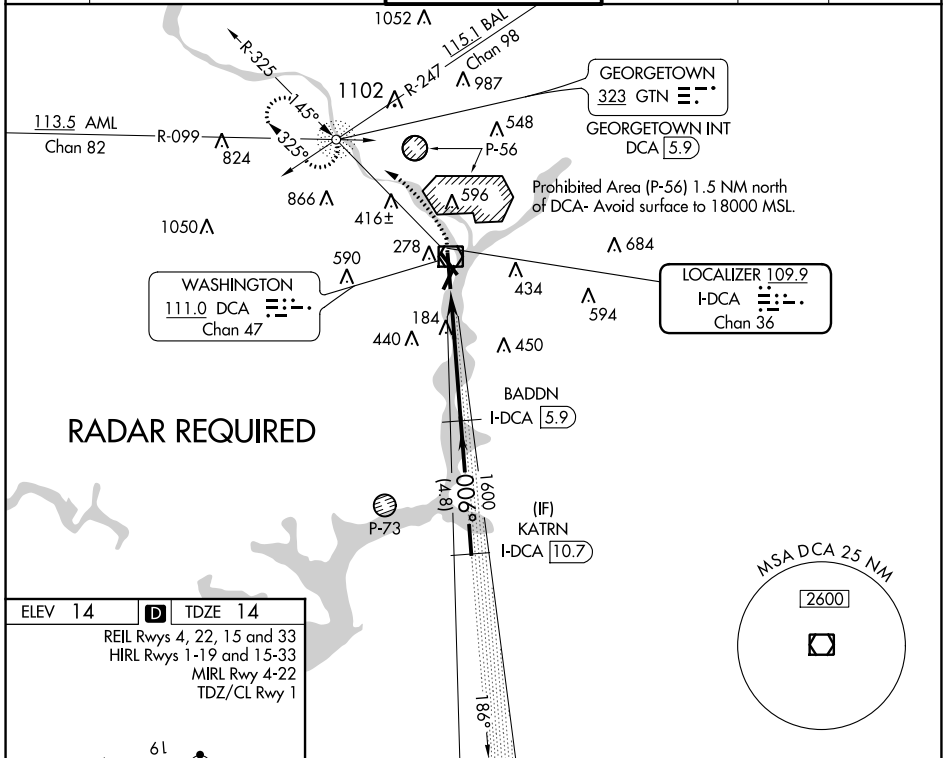 1052
115.1 BAL
Chan 98
R-325
R-247
987
1102
145°
325°
GEORGETOWN
323 GTN
GEORGETOWN INT
DCA 5.9
113.5 AML
Chan 82
R-099
824
548
P-56
866
416±
596
Prohibited Area (P-56) 1.5 NM north
of DCA- Avoid surface to 18000 MSL.
1050
278
684
590
434
594
WASHINGTON
111.0 DCA
Chan 47
LOCALIZER 109.9
I-DCA
Chan 36
184
440
450
BADDN
I-DCA 5.9
RADAR REQUIRED
1600
006°
(4.8)
P-73
(IF)
KATRN
I-DCA 10.7
MSA DCA 25 NM
2600
186°
ELEV 14 D TDZE 14
REIL Rwys 4, 22, 15 and 33
HIRL Rwys 1-19 and 15-33
MIRL Rwy 4-22
TDZ/CL Rwy 1
19